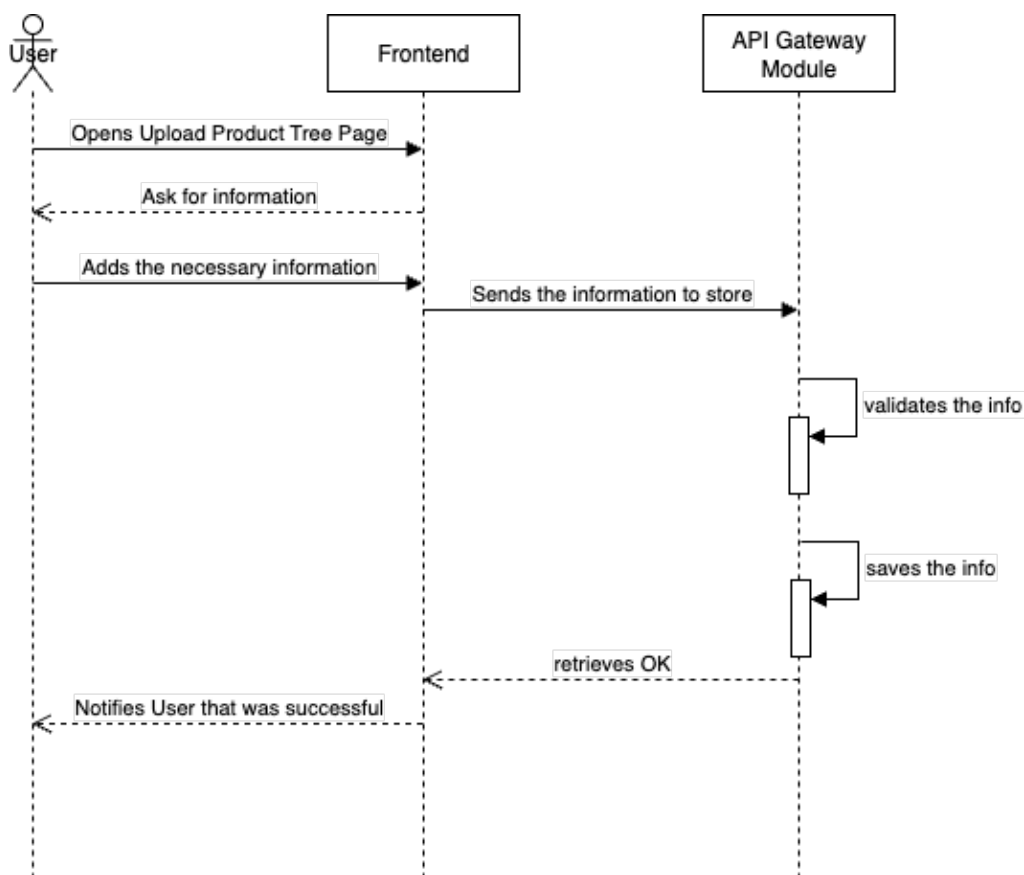 User
Frontend
API Gateway
Module
Opens Upload Product Tree Page
Ask for information
Adds the necessary information
Sends the information to store
validates the info
saves the info
retrieves OK
Notifies User that was successful